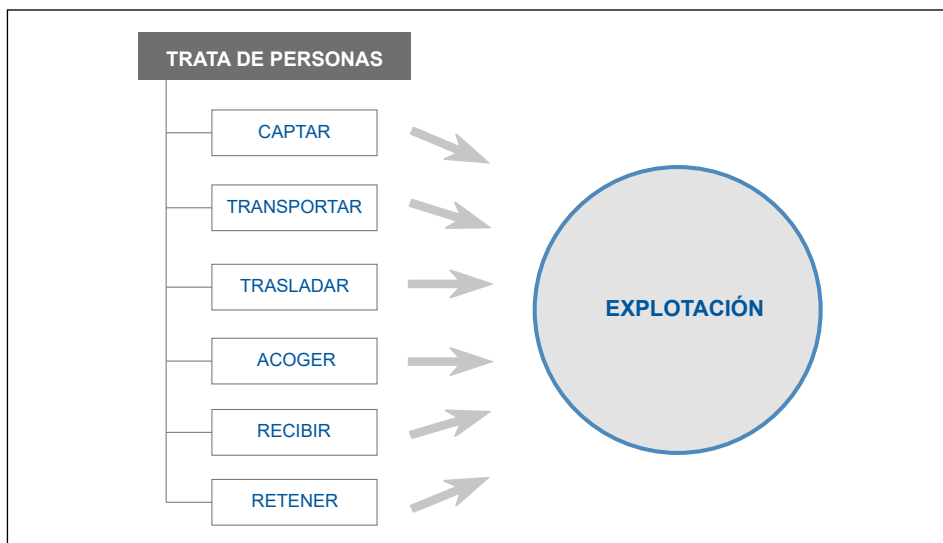 TRATA DE PERSONAS
CAPTAR
TRANSPORTAR
TRASLADAR
ACOGER
RECIBIR
RETENER
EXPLOTACIÓN